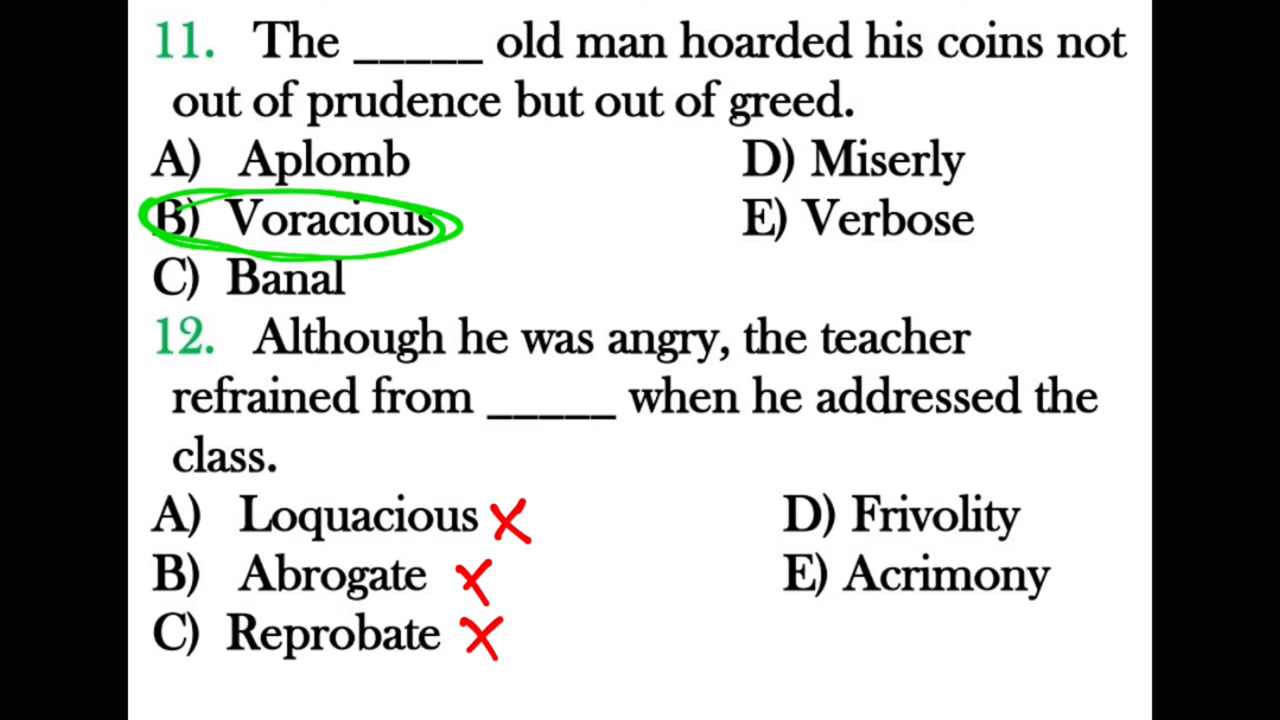 11. The _____ old man hoarded his coins not
out of prudence but out of greed.
A) Aplomb D) Miserly
B) Voracious E) Verbose
C) Banal
12. Although he was angry, the teacher
refrained from _____ when he addressed the
class.
A) Loquacious D) Frivolity
B) Abrogate E) Acrimony
C) Reprobate